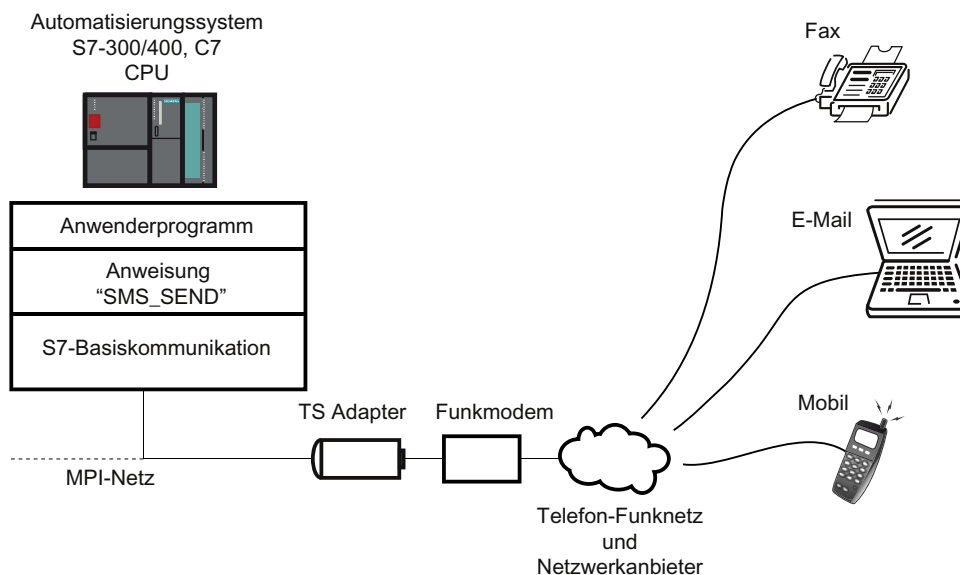 Automatisierungssystem
S7-300/400, C7
CPU
Anwenderprogramm
Anweisung
“SMS_SEND”
S7-Basiskommunikation
MPI-Netz
TS Adapter
Funkmodem
Telefon-Funknetz
und
Netzwerkanbieter
Fax
E-Mail
Mobil